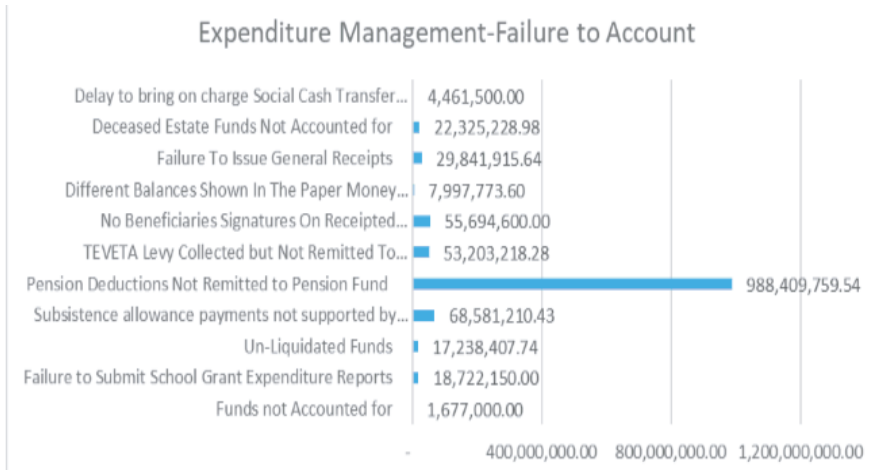 Expenditure Management-Failure to Account
Delay to bring on charge Social Cash Transfer... 4,461,500.00
Deceased Estate Funds Not Accounted for 22,325,228.98
Failure To Issue General Receipts 29,841,915.64
Different Balances Shown In The Paper Money... 7,997,773.60
No Beneficiaries Signatures On Receipted... 55,694,600.00
TEVETA Levy Collected but Not Remitted To... 53,203,218.28
Pension Deductions Not Remitted to Pension Fund 988,409,759.54
Subsistence allowance payments not supported by... 68,581,210.43
Un-Liquidated Funds 17,238,407.74
Failure to Submit School Grant Expenditure Reports 18,722,150.00
Funds not Accounted for 1,677,000.00
- 400,000,000.00 800,000,000.00 1,200,000,000.00